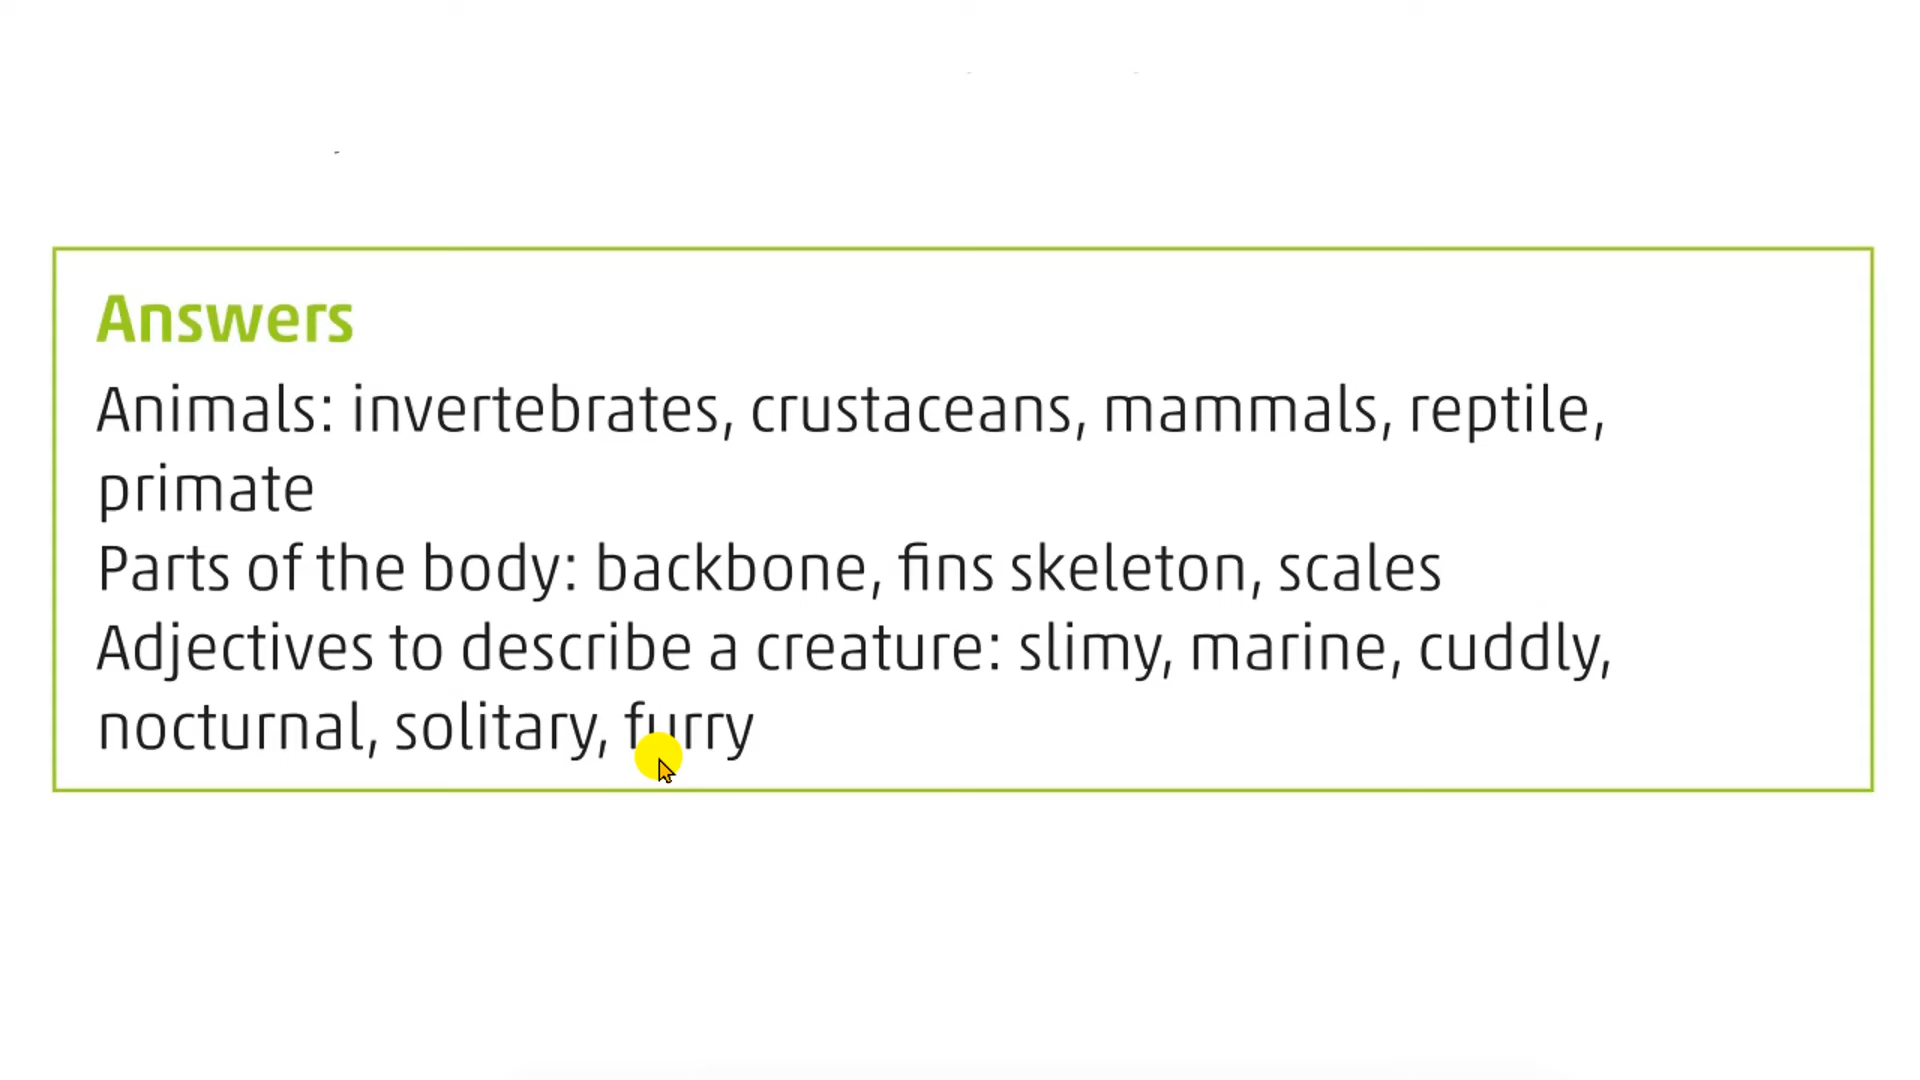 Answers
Animals: invertebrates, crustaceans, mammals, reptile,
primate
Parts of the body: backbone, fins skeleton, scales
Adjectives to describe a creature: slimy, marine, cuddly,
nocturnal, solitary, furry